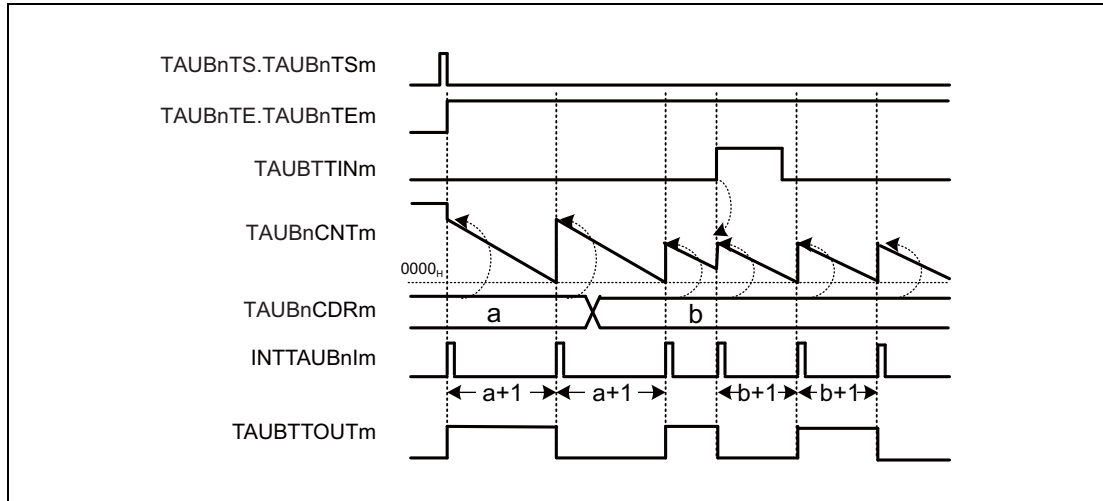 TAUBnTS.TAUBnTSm
TAUBnTE.TAUBnTEm
TAUBTTINm
TAUBnCNTm
0000H
TAUBnCDRm
a
b
INTTAUBnIm
a+1
a+1
b+1
b+1
TAUBTTOUTm